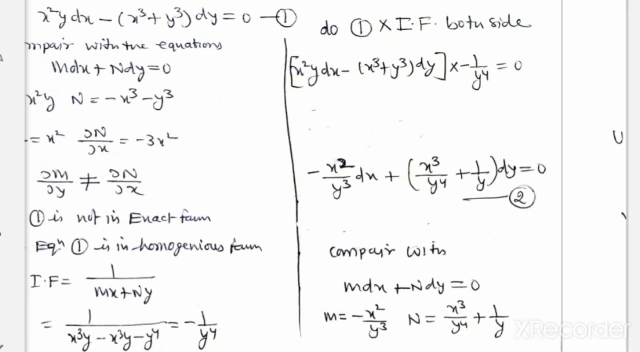 x²y dx - (x³ + y³) dy = 0 —①
mpair with the equations
Mdx + Ndy = 0
x²y N = -x³ - y³
= x² ∂N/∂x = -3x²
∂M/∂y ≠ ∂N/∂x
① is not in Exact form
Eqⁿ ① is in homogenious form
I.F = 1/(Mx + Ny)
= 1/(x³y - x³y - y⁴) = -1/y⁴
do ① × I.F. both side
[x²y dx - (x³ + y³) dy] × -1/y⁴ = 0
-x²/y³ dx + (x³/y⁴ + 1/y) dy = 0
—②
compair with
mdx + Ndy = 0
M = -x²/y³ N = x³/y⁴ + 1/y
XRecorder